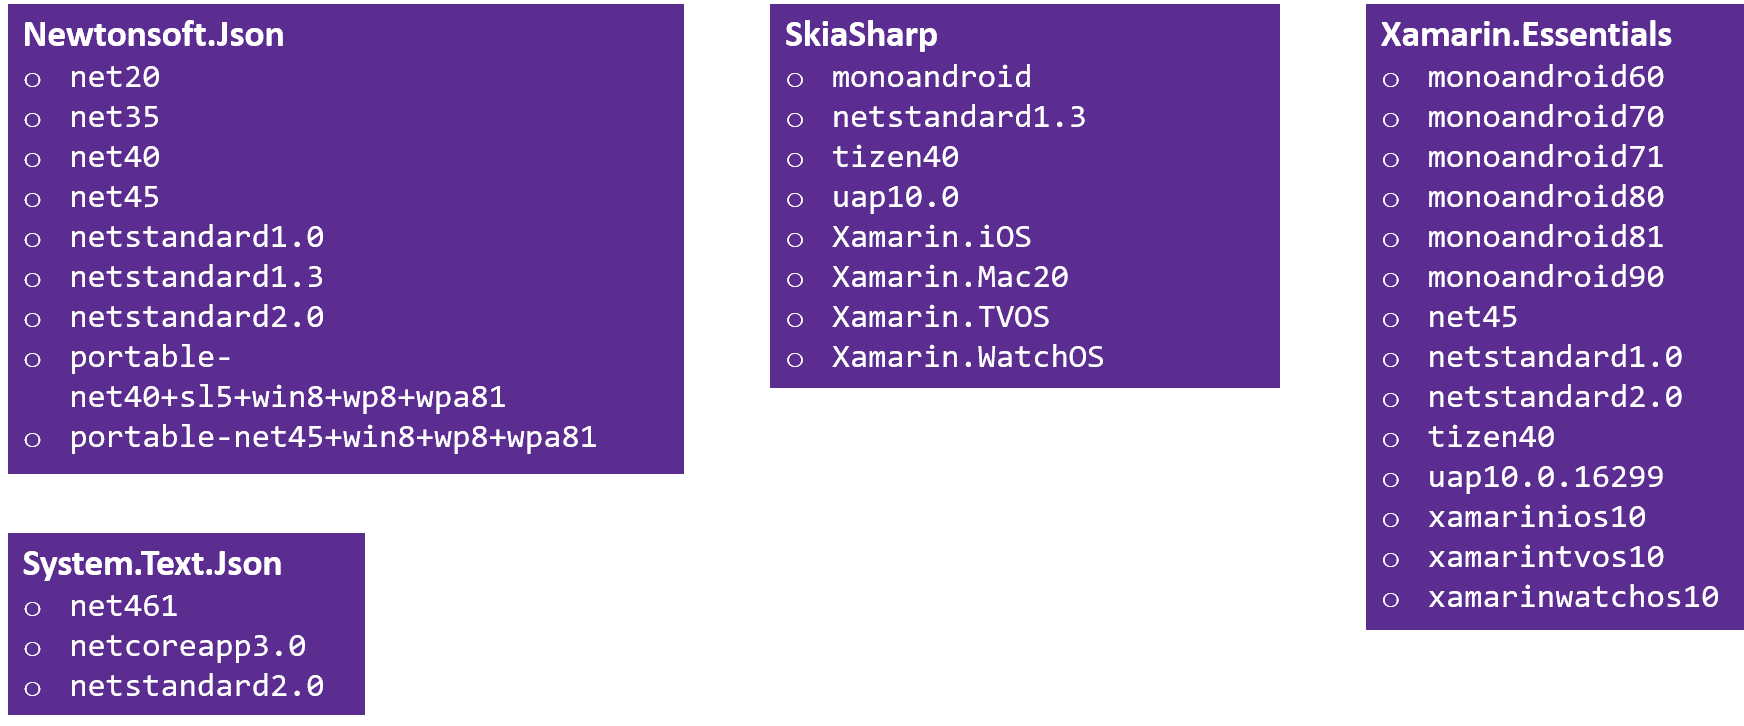 Newtonsoft.Json
o net20
o net35
o net40
o net45
o netstandard1.0
o netstandard1.3
o netstandard2.0
o portable-
net40+sl5+win8+wp8+wpa81
o portable-net45+win8+wp8+wpa81
System.Text.Json
o net461
o netcoreapp3.0
o netstandard2.0
SkiaSharp
o monoandroid
o netstandard1.3
o tizen40
o uap10.0
o Xamarin.iOS
o Xamarin.Mac20
o Xamarin.TVOS
o Xamarin.WatchOS
Xamarin.Essentials
o monoandroid60
o monoandroid70
o monoandroid71
o monoandroid80
o monoandroid81
o monoandroid90
o net45
o netstandard1.0
o netstandard2.0
o tizen40
o uap10.0.16299
o xamarinios10
o xamarintvos10
o xamarinwatchos10